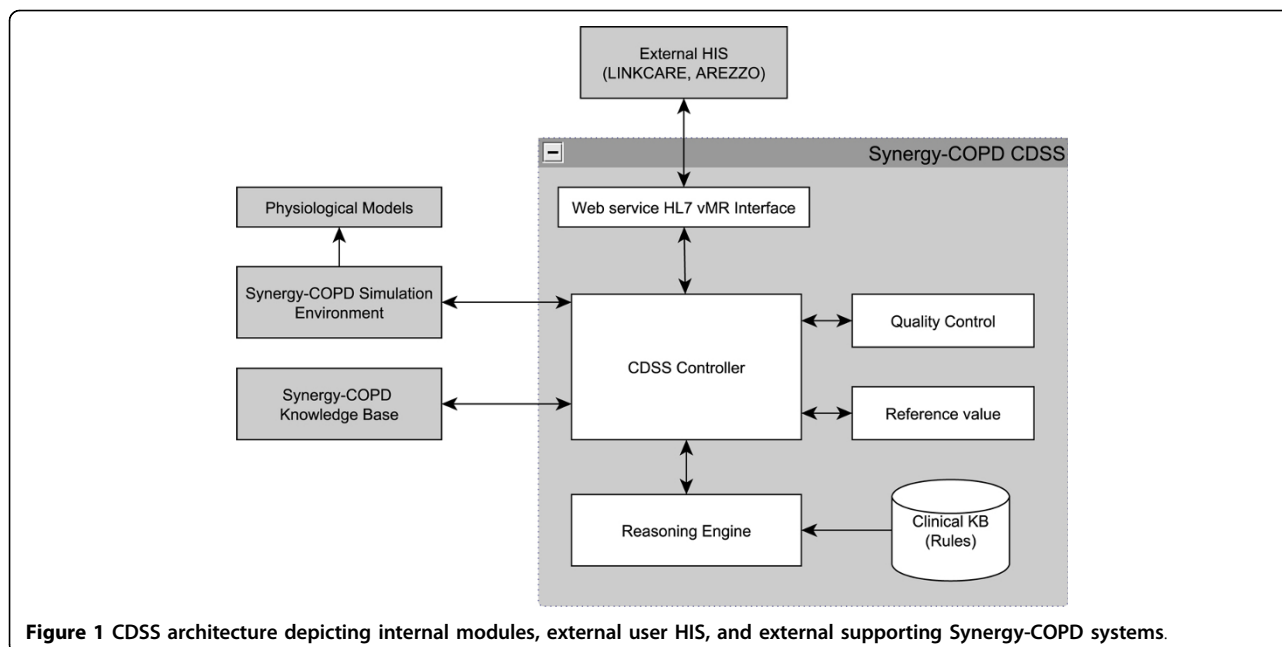 External HIS
(LINKCARE, AREZZO)
Synergy-COPD CDSS
Web service HL7 vMR Interface
Physiological Models
Synergy-COPD Simulation
Environment
CDSS Controller
Quality Control
Synergy-COPD
Knowledge Base
Reference value
Reasoning Engine
Clinical KB
(Rules)
Figure 1 CDSS architecture depicting internal modules, external user HIS, and external supporting Synergy-COPD systems.